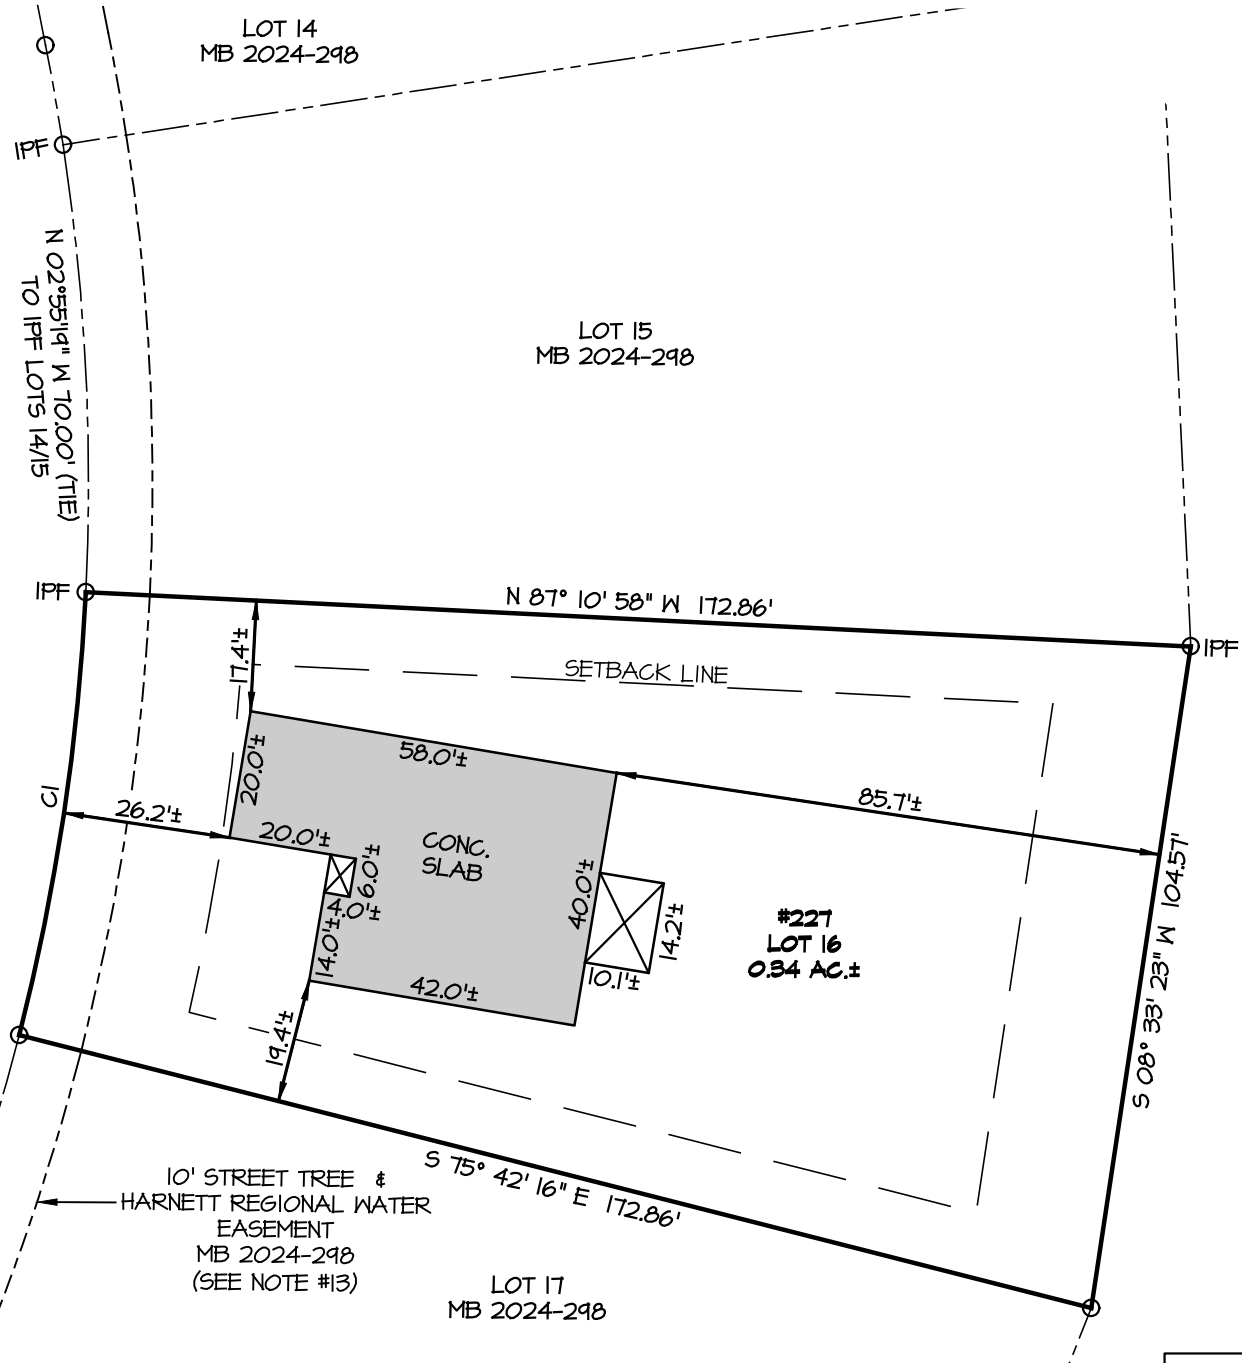 LOT 14
MB 2024-298
IPF
N 02°55'19" W 70.00' (TIE)
TO IPF LOTS 14/15
LOT 15
MB 2024-298
IPF
N 87° 10' 58" W 172.86'
IPF
17.4'±
SETBACK LINE
58.0'±
20.0'±
C1
26.2'±
20.0'±
85.7'±
CONC.
SLAB
6.0'±
4.0'±
40.0'±
14.0'±
14.2'±
10.1'±
42.0'±
#227
LOT 16
0.34 AC.±
S 08° 33' 23" W 104.57'
19.4'±
S 75° 42' 16" E 172.86'
10' STREET TREE &
HARNETT REGIONAL WATER
EASEMENT
MB 2024-298
(SEE NOTE #13)
LOT 17
MB 2024-298